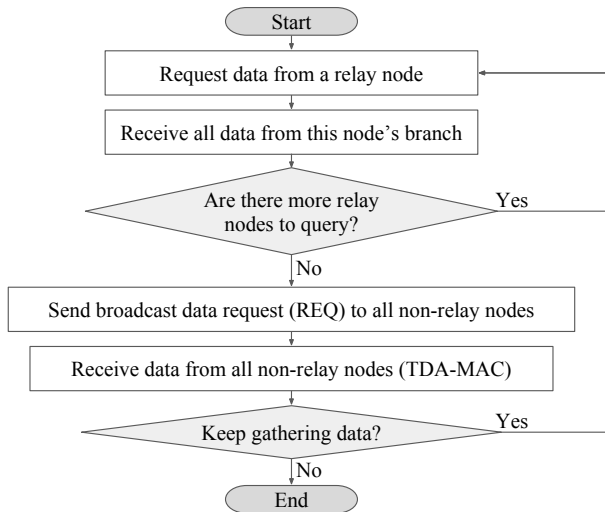 Start
Request data from a relay node
Receive all data from this node's branch
Are there more relay
nodes to query?
Yes
No
Send broadcast data request (REQ) to all non-relay nodes
Receive data from all non-relay nodes (TDA-MAC)
Keep gathering data?
Yes
No
End